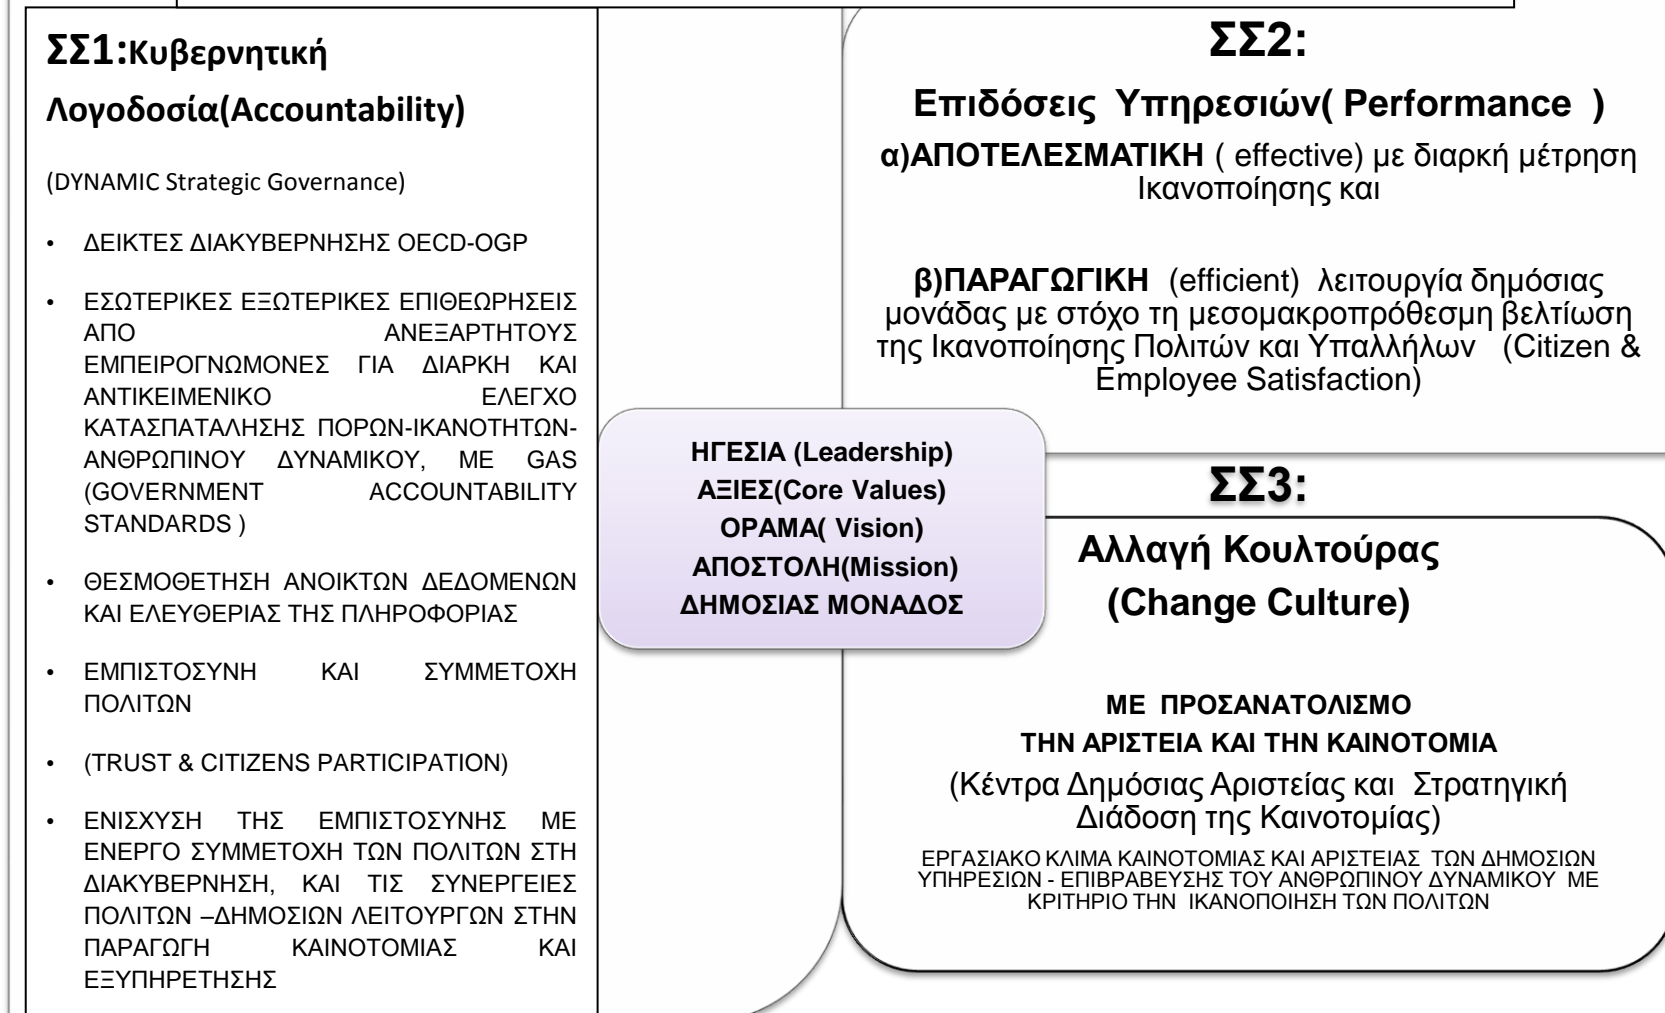 ΣΣ1:Κυβερνητική
Λογοδοσία(Accountability)
(DYNAMIC Strategic Governance)
• ΔΕΙΚΤΕΣ ΔΙΑΚΥΒΕΡΝΗΣΗΣ OECD-OGP
• ΕΣΩΤΕΡΙΚΕΣ ΕΞΩΤΕΡΙΚΕΣ ΕΠΙΘΕΩΡΗΣΕΙΣ
ΑΠΟ ΑΝΕΞΑΡΤΗΤΟΥΣ
ΕΜΠΕΙΡΟΓΝΩΜΟΝΕΣ ΓΙΑ ΔΙΑΡΚΗ ΚΑΙ
ΑΝΤΙΚΕΙΜΕΝΙΚΟ ΕΛΕΓΧΟ
ΚΑΤΑΣΠΑΤΑΛΗΣΗΣ ΠΟΡΩΝ-ΙΚΑΝΟΤΗΤΩΝ-
ΑΝΘΡΩΠΙΝΟΥ ΔΥΝΑΜΙΚΟΥ, ΜΕ GAS
(GOVERNMENT ACCOUNTABILITY
STANDARDS )
• ΘΕΣΜΟΘΕΤΗΣΗ ΑΝΟΙΚΤΩΝ ΔΕΔΟΜΕΝΩΝ
ΚΑΙ ΕΛΕΥΘΕΡΙΑΣ ΤΗΣ ΠΛΗΡΟΦΟΡΙΑΣ
• ΕΜΠΙΣΤΟΣΥΝΗ ΚΑΙ ΣΥΜΜΕΤΟΧΗ
ΠΟΛΙΤΩΝ
• (TRUST & CITIZENS PARTICIPATION)
• ΕΝΙΣΧΥΣΗ ΤΗΣ ΕΜΠΙΣΤΟΣΥΝΗΣ ΜΕ
ΕΝΕΡΓΟ ΣΥΜΜΕΤΟΧΗ ΤΩΝ ΠΟΛΙΤΩΝ ΣΤΗ
ΔΙΑΚΥΒΕΡΝΗΣΗ, ΚΑΙ ΤΙΣ ΣΥΝΕΡΓΕΙΕΣ
ΠΟΛΙΤΩΝ –ΔΗΜΟΣΙΩΝ ΛΕΙΤΟΥΡΓΩΝ ΣΤΗΝ
ΠΑΡΑΓΩΓΗ ΚΑΙΝΟΤΟΜΙΑΣ ΚΑΙ
ΕΞΥΠΗΡΕΤΗΣΗΣ
ΗΓΕΣΙΑ (Leadership)
ΑΞΙΕΣ(Core Values)
ΟΡΑΜΑ( Vision)
ΑΠΟΣΤΟΛΗ(Mission)
ΔΗΜΟΣΙΑΣ ΜΟΝΑΔΟΣ
ΣΣ2:
Επιδόσεις Υπηρεσιών( Performance )
α)ΑΠΟΤΕΛΕΣΜΑΤΙΚΗ ( effective) με διαρκή μέτρηση
Ικανοποίησης και
β)ΠΑΡΑΓΩΓΙΚΗ (efficient) λειτουργία δημόσιας
μονάδας με στόχο τη μεσομακροπρόθεσμη βελτίωση
της Ικανοποίησης Πολιτών και Υπαλλήλων (Citizen &
Employee Satisfaction)
ΣΣ3:
Αλλαγή Κουλτούρας
(Change Culture)
ΜΕ ΠΡΟΣΑΝΑΤΟΛΙΣΜΟ
ΤΗΝ ΑΡΙΣΤΕΙΑ ΚΑΙ ΤΗΝ ΚΑΙΝΟΤΟΜΙΑ
(Κέντρα Δημόσιας Αριστείας και Στρατηγική
Διάδοση της Καινοτομίας)
ΕΡΓΑΣΙΑΚΟ ΚΛΙΜΑ ΚΑΙΝΟΤΟΜΙΑΣ ΚΑΙ ΑΡΙΣΤΕΙΑΣ ΤΩΝ ΔΗΜΟΣΙΩΝ
ΥΠΗΡΕΣΙΩΝ - ΕΠΙΒΡΑΒΕΥΣΗΣ ΤΟΥ ΑΝΘΡΩΠΙΝΟΥ ΔΥΝΑΜΙΚΟΥ ΜΕ
ΚΡΙΤΗΡΙΟ ΤΗΝ ΙΚΑΝΟΠΟΙΗΣΗ ΤΩΝ ΠΟΛΙΤΩΝ